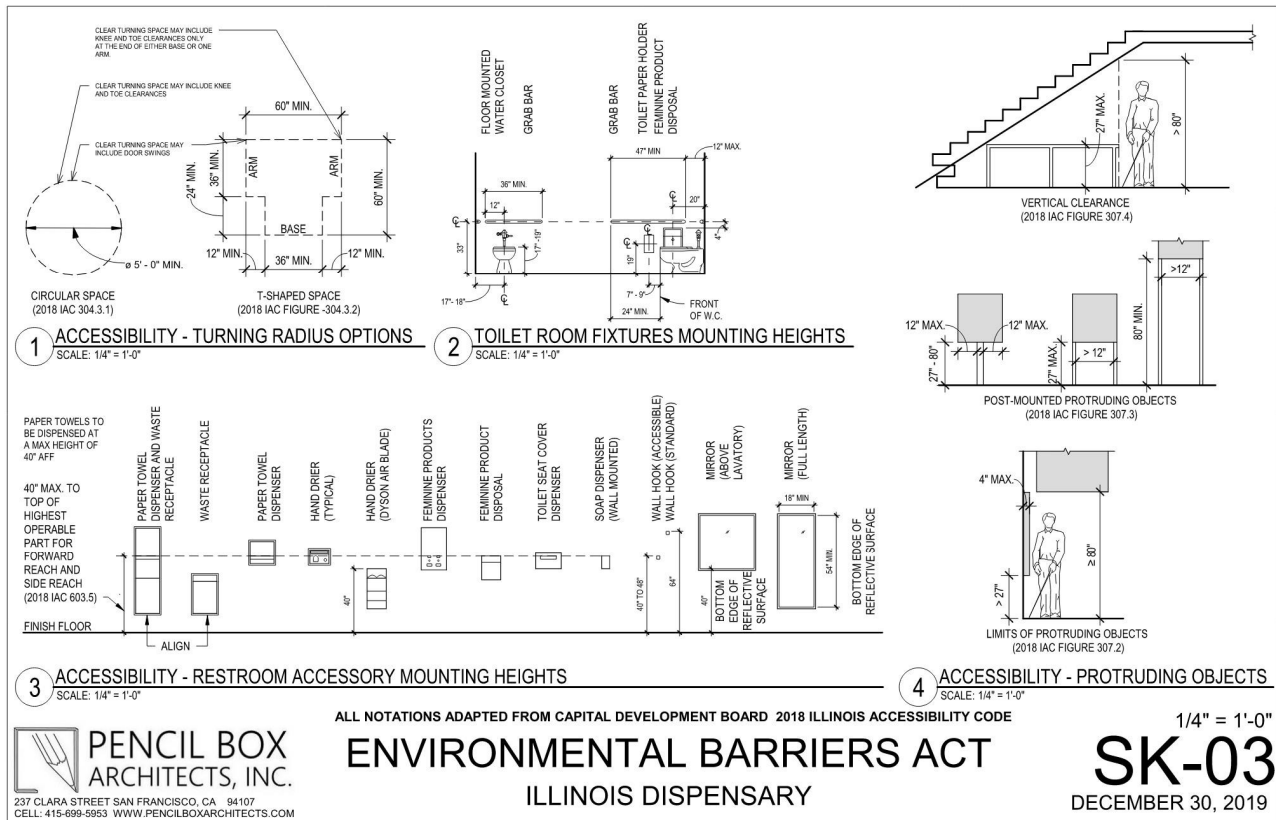 CLEAR TURNING SPACE MAY INCLUDE
KNEE AND TOE CLEARANCES ONLY
AT THE END OF EITHER BASE OR ONE
ARM.
CLEAR TURNING SPACE MAY INCLUDE KNEE
AND TOE CLEARANCES
CLEAR TURNING SPACE MAY
INCLUDE DOOR SWINGS
60" MIN.
24" MIN.
36" MIN.
ARM
ARM
60" MIN.
BASE
12" MIN.
36" MIN.
12" MIN.
ø 5' - 0" MIN.
CIRCULAR SPACE
(2018 IAC 304.3.1)
T-SHAPED SPACE
(2018 IAC FIGURE -304.3.2)
1
ACCESSIBILITY - TURNING RADIUS OPTIONS
SCALE: 1/4" = 1'-0"
FLOOR MOUNTED
WATER CLOSET
GRAB BAR
GRAB BAR
TOILET PAPER HOLDER
FEMININE PRODUCT
DISPOSAL
47" MIN
12" MAX.
36" MIN.
12"
20"
33"
17" -19"
19"
4"
17"- 18"
7" - 9"
24" MIN.
FRONT
OF W.C.
2
TOILET ROOM FIXTURES MOUNTING HEIGHTS
SCALE: 1/4" = 1'-0"
27" MAX.
> 80"
VERTICAL CLEARANCE
(2018 IAC FIGURE 307.4)
12" MAX.
12" MAX.
27" - 80"
27" MAX.
> 12"
80" MIN.
>12"
POST-MOUNTED PROTRUDING OBJECTS
(2018 IAC FIGURE 307.3)
4" MAX.
> 27"
≥ 80"
LIMITS OF PROTRUDING OBJECTS
(2018 IAC FIGURE 307.2)
4
ACCESSIBILITY - PROTRUDING OBJECTS
SCALE: 1/4" = 1'-0"
PAPER TOWELS TO
BE DISPENSED AT
A MAX HEIGHT OF
40" AFF
40" MAX. TO
TOP OF
HIGHEST
OPERABLE
PART FOR
FORWARD
REACH AND
SIDE REACH
(2018 IAC 603.5)
FINISH FLOOR
PAPER TOWEL
DISPENSER AND WASTE
RECEPTACLE
WASTE RECEPTACLE
PAPER TOWEL
DISPENSER
HAND DRIER
(TYPICAL)
HAND DRIER
(DYSON AIR BLADE)
FEMININE PRODUCTS
DISPENSER
FEMININE PRODUCT
DISPOSAL
TOILET SEAT COVER
DISPENSER
SOAP DISPENSER
(WALL MOUNTED)
WALL HOOK (ACCESSIBLE)
WALL HOOK (STANDARD)
MIRROR
(ABOVE
LAVATORY)
MIRROR
(FULL LENGTH)
ALIGN
40"
40" TO 48"
64"
40"
BOTTOM
EDGE OF
REFLECTIVE
SURFACE
18" MIN
54" MIN.
BOTTOM EDGE OF
REFLECTIVE SURFACE
3
ACCESSIBILITY - RESTROOM ACCESSORY MOUNTING HEIGHTS
SCALE: 1/4" = 1'-0"
PENCIL BOX
ARCHITECTS, INC.
237 CLARA STREET SAN FRANCISCO, CA 94107
CELL: 415-699-5953 WWW.PENCILBOXARCHITECTS.COM
ALL NOTATIONS ADAPTED FROM CAPITAL DEVELOPMENT BOARD 2018 ILLINOIS ACCESSIBILITY CODE
ENVIRONMENTAL BARRIERS ACT
ILLINOIS DISPENSARY
1/4" = 1'-0"
SK-03
DECEMBER 30, 2019